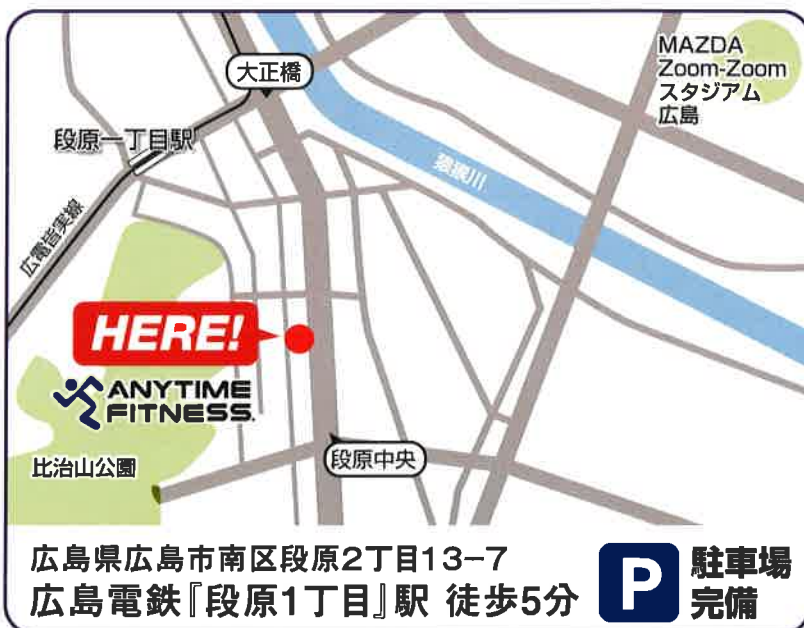 大正橋
MAZDA
Zoom-Zoom
スタジアム
広島
段原一丁目駅
猿猴川
広電皆実線
HERE!
ANYTIME
FITNESS.
比治山公園
段原中央
広島県広島市南区段原2丁目13-7
広島電鉄『段原1丁目』駅 徒歩5分
P 駐車場
完備